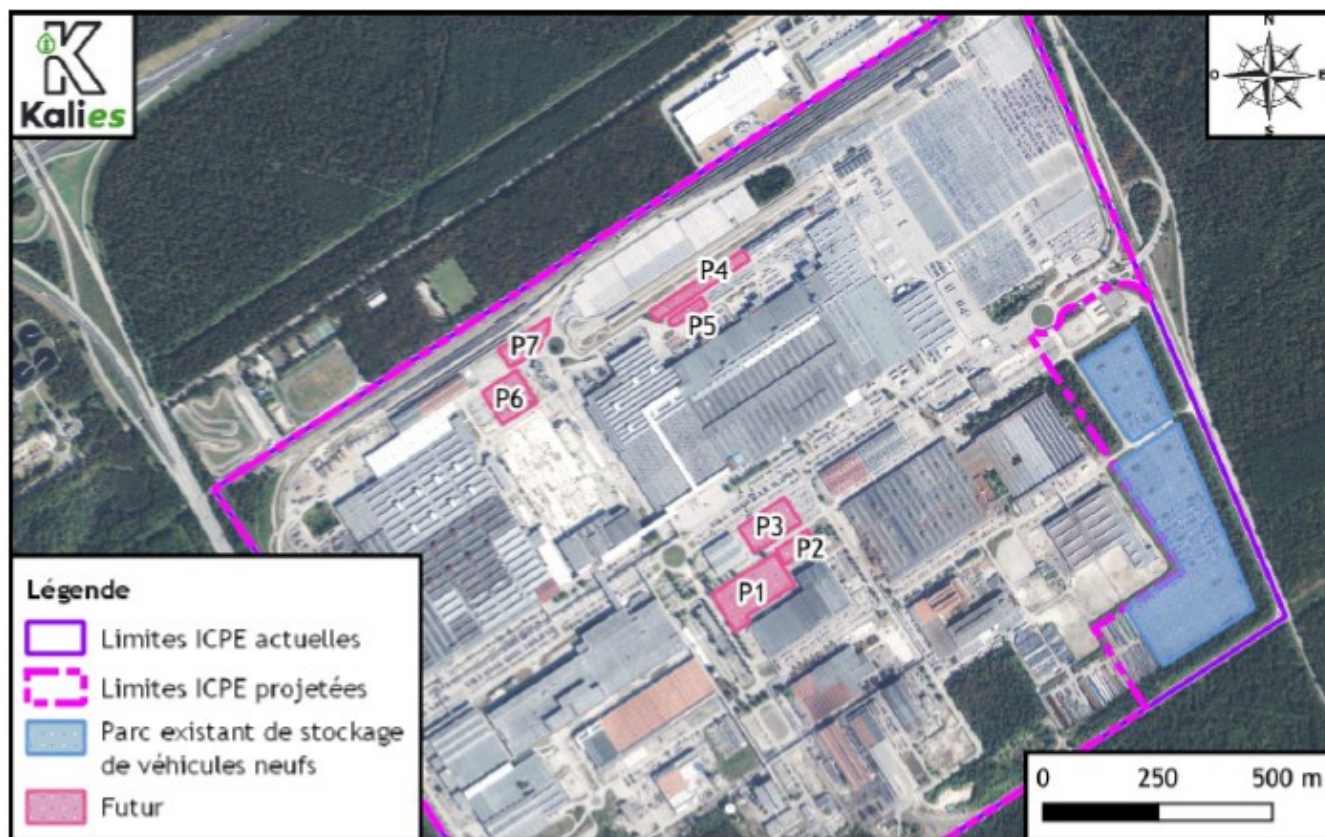 Kalies
N
O
E
S
P4
P5
P7
P6
P3
P2
P1
Légende
Limites ICPE actuelles
Limites ICPE projetées
Parc existant de stockage
de véhicules neufs
Futur
0 250 500 m